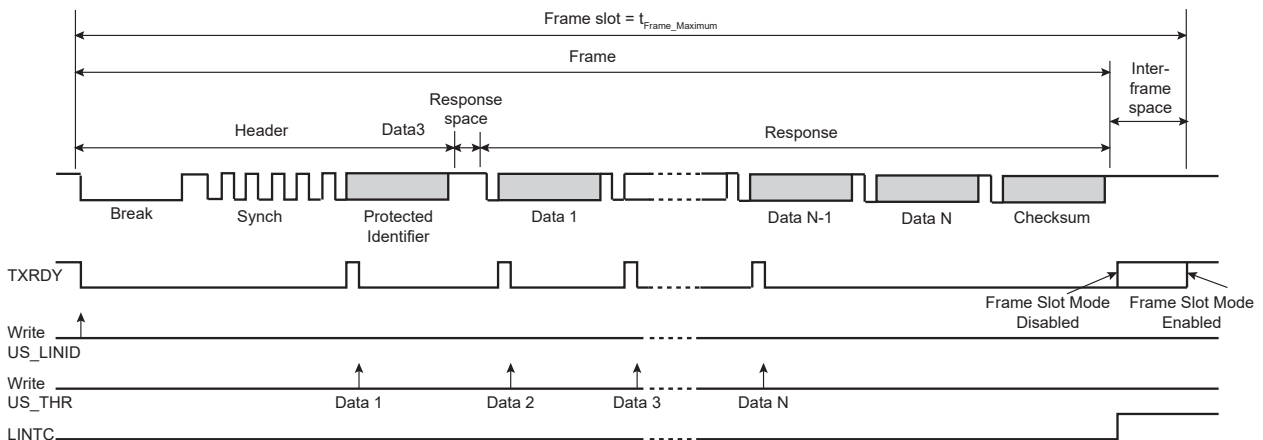 Frame slot = tFrame_Maximum
Frame
Inter-
frame
space
Response
space
Header
Data3
Response
Break
Synch
Protected
Identifier
Data 1
Data N-1
Data N
Checksum
TXRDY
Frame Slot Mode
Disabled
Frame Slot Mode
Enabled
Write
US_LINID
Write
US_THR
Data 1
Data 2
Data 3
Data N
LINTC